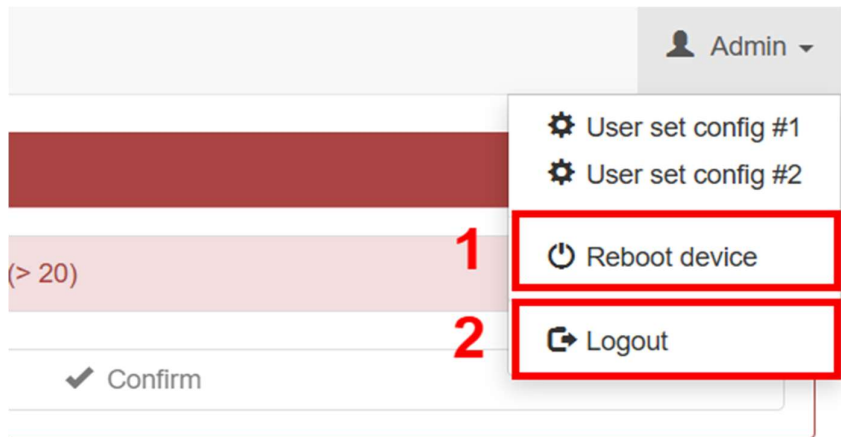 Admin
User set config #1
User set config #2
1
Reboot device
(> 20)
2
Logout
Confirm